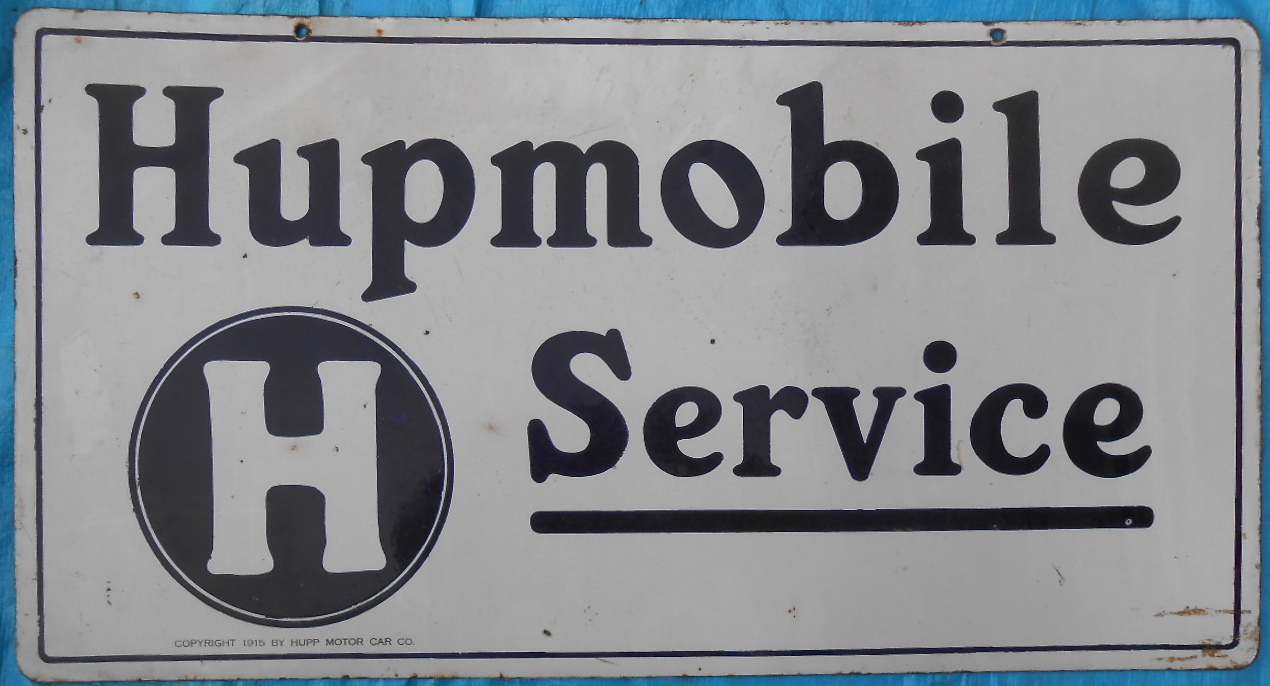 Hupmobile
H
Service
COPYRIGHT 1915 BY HUPP MOTOR CAR CO.